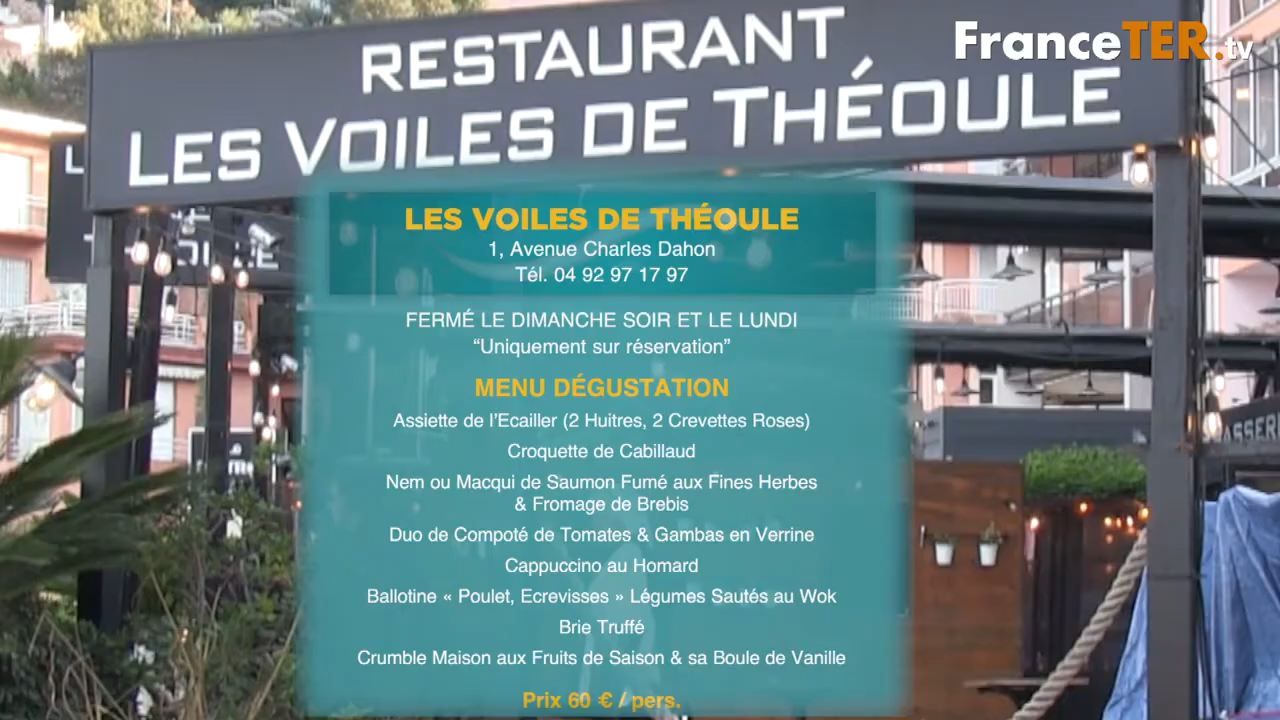 FranceTER.tv
RESTAURANT
LES VOILES DE THÉOULE
LES VOILES DE THÉOULE
1, Avenue Charles Dahon
Tél. 04 92 97 17 97
FERMÉ LE DIMANCHE SOIR ET LE LUNDI
“Uniquement sur réservation”
MENU DÉGUSTATION
Assiette de l’Ecailler (2 Huitres, 2 Crevettes Roses)
Croquette de Cabillaud
Nem ou Macqui de Saumon Fumé aux Fines Herbes
& Fromage de Brebis
Duo de Compoté de Tomates & Gambas en Verrine
Cappuccino au Homard
Ballotine « Poulet, Ecrevisses » Légumes Sautés au Wok
Brie Truffé
Crumble Maison aux Fruits de Saison & sa Boule de Vanille
Prix 60 € / pers.